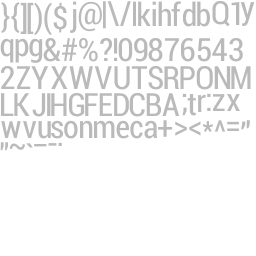 }{][)($j@|\/lkihfdbQ1y
qpg&#%?!09876543
2ZYXWVUTSRPONM
LKJIHGFEDCBA;tr:zx
wvusonmeca+><*^="
"~`_-.